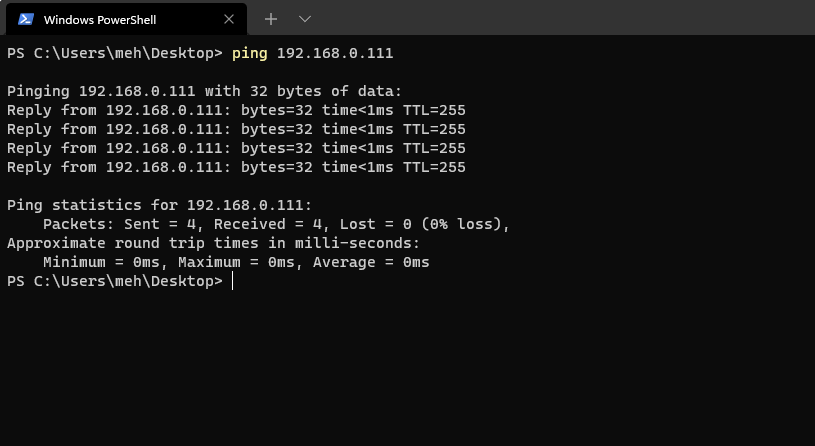 Windows PowerShell
PS C:\Users\meh\Desktop> ping 192.168.0.111
Pinging 192.168.0.111 with 32 bytes of data:
Reply from 192.168.0.111: bytes=32 time<1ms TTL=255
Reply from 192.168.0.111: bytes=32 time<1ms TTL=255
Reply from 192.168.0.111: bytes=32 time<1ms TTL=255
Reply from 192.168.0.111: bytes=32 time<1ms TTL=255
Ping statistics for 192.168.0.111:
    Packets: Sent = 4, Received = 4, Lost = 0 (0% loss),
Approximate round trip times in milli-seconds:
    Minimum = 0ms, Maximum = 0ms, Average = 0ms
PS C:\Users\meh\Desktop>